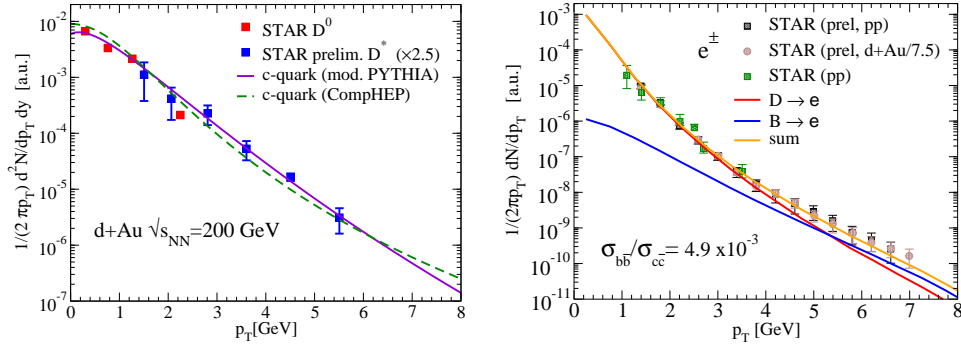 10^-2
10^-3
10^-4
10^-5
10^-6
10^-7
1/(2 πp_T) d^2N/dp_T dy [a.u.]
STAR D^0
STAR prelim. D^* (×2.5)
c-quark (mod. PYTHIA)
c-quark (CompHEP)
d+Au √s_NN=200 GeV
0 1 2 3 4 5 6 7 8
p_T [GeV]
10^-3
10^-4
10^-5
10^-6
10^-7
10^-8
10^-9
10^-10
10^-11
1/(2πp_T) dN/dp_T [a.u.]
e^±
STAR (prel, pp)
STAR (prel, d+Au/7.5)
STAR (pp)
D → e
B → e
sum
σ_bb̄/σ_cc̄= 4.9 x10^-3
0 1 2 3 4 5 6 7 8
p_T [GeV]